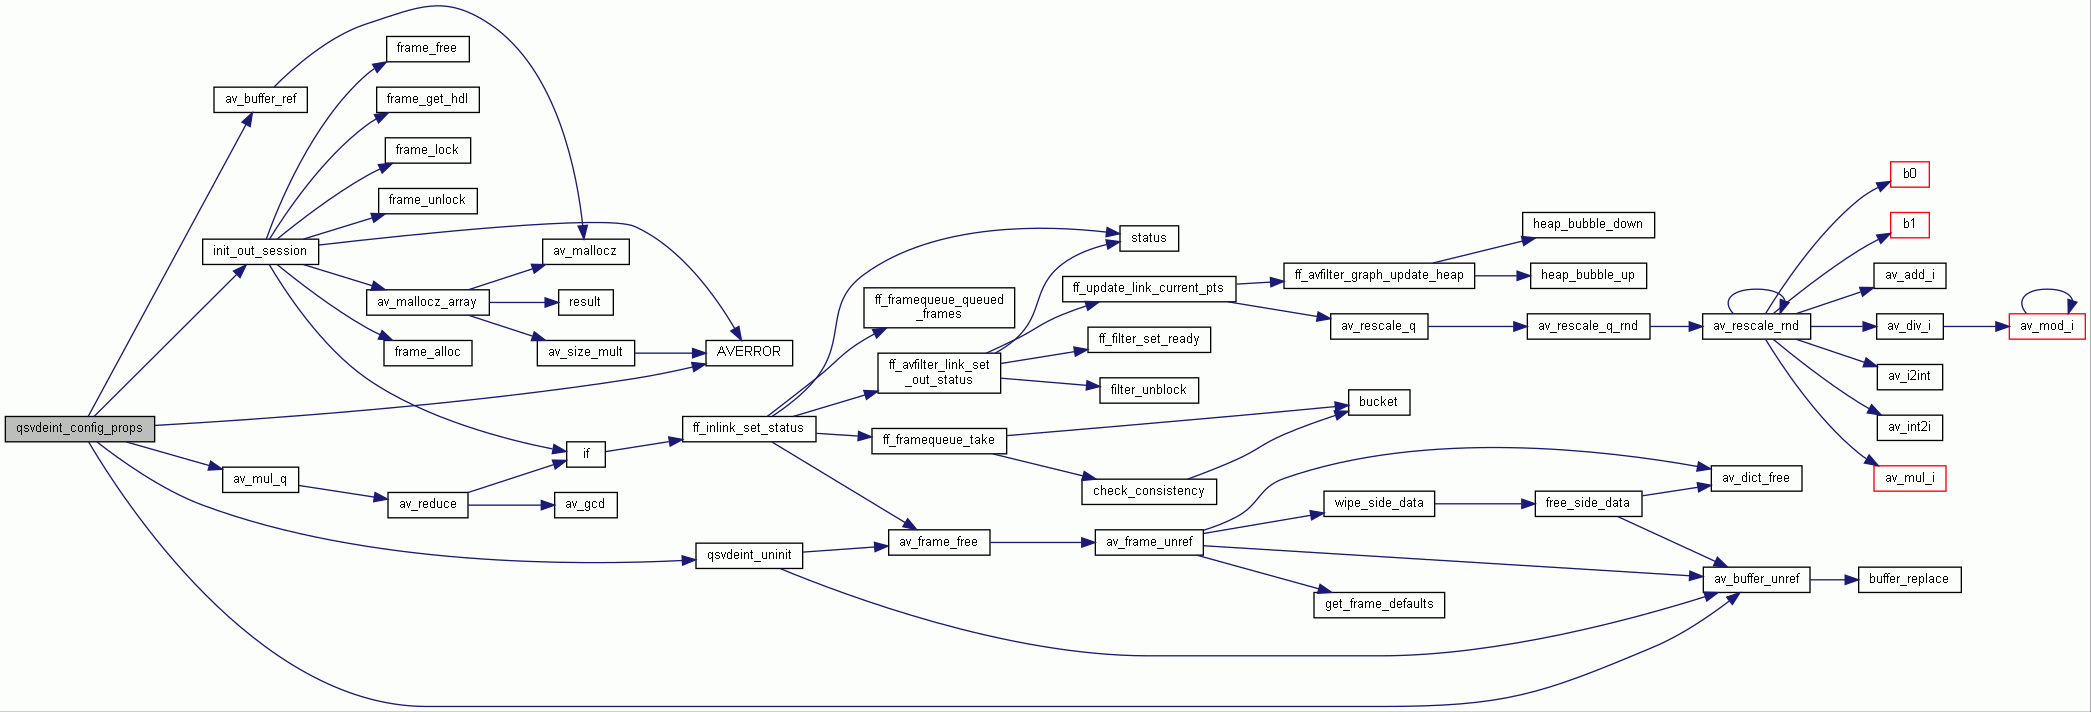 frame_free
av_buffer_ref
frame_get_hdl
frame_lock
frame_unlock
init_out_session
av_mallocz
av_mallocz_array
result
frame_alloc
av_size_mult
AVERROR
qsvdeint_config_props
if
av_mul_q
av_reduce
av_gcd
qsvdeint_uninit
ff_inlink_set_status
status
ff_framequeue_queued
_frames
ff_avfilter_link_set
_out_status
ff_framequeue_take
av_frame_free
ff_update_link_current_pts
ff_filter_set_ready
filter_unblock
check_consistency
bucket
av_frame_unref
ff_avfilter_graph_update_heap
av_rescale_q
heap_bubble_down
heap_bubble_up
av_rescale_q_rnd
wipe_side_data
free_side_data
get_frame_defaults
av_rescale_rnd
av_dict_free
av_buffer_unref
buffer_replace
b0
b1
av_add_i
av_div_i
av_mod_i
av_i2int
av_int2i
av_mul_i